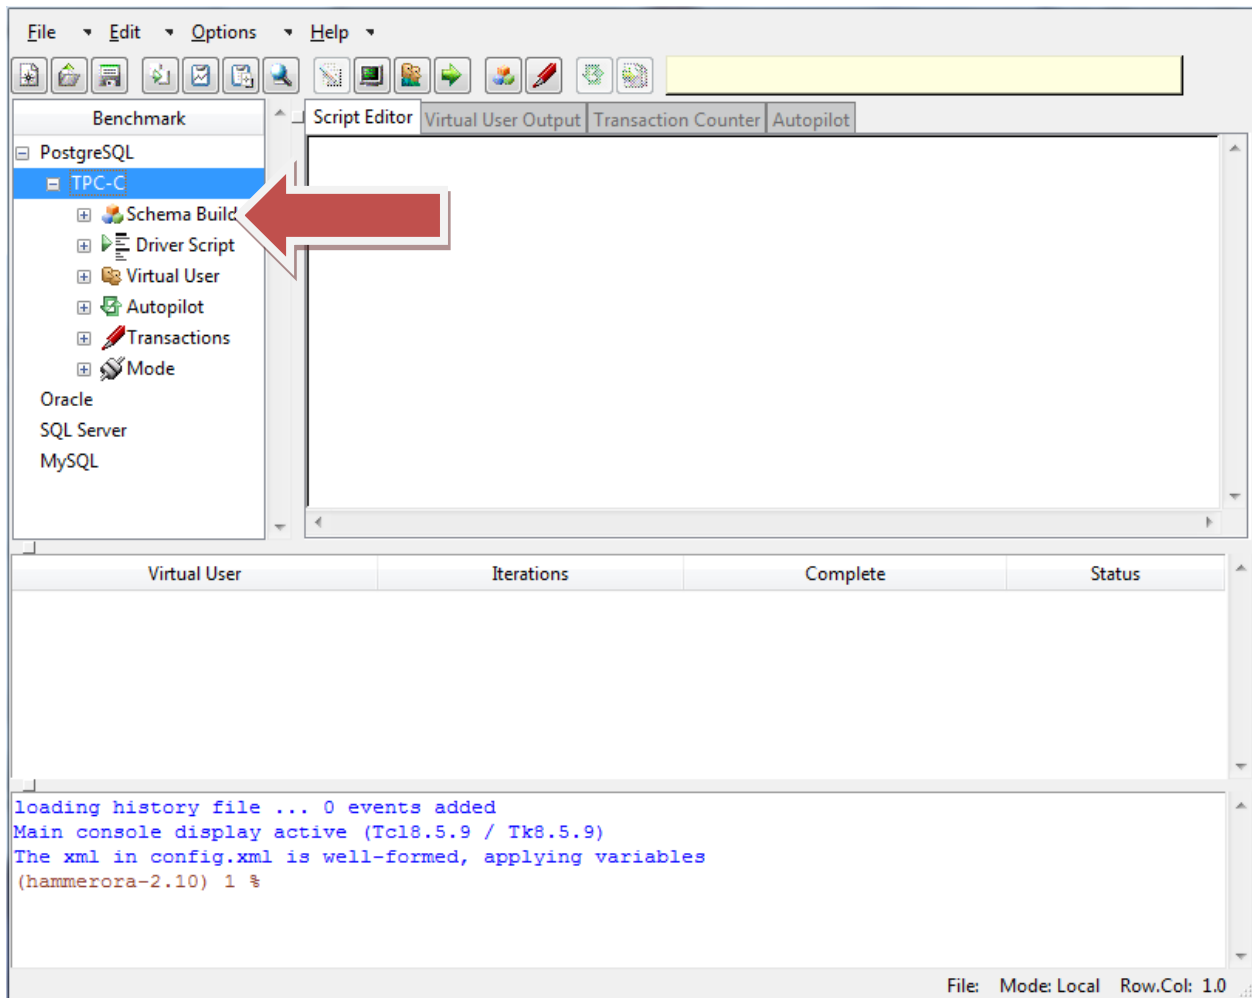 File Edit Options Help
Benchmark
Script Editor Virtual User Output Transaction Counter Autopilot
PostgreSQL
TPC-C
Schema Build
Driver Script
Virtual User
Autopilot
Transactions
Mode
Oracle
SQL Server
MySQL
Virtual User Iterations Complete Status
loading history file ... 0 events added
Main console display active (Tcl8.5.9 / Tk8.5.9)
The xml in config.xml is well-formed, applying variables
(hammerora-2.10) 1 %
File: Mode: Local Row.Col: 1.0